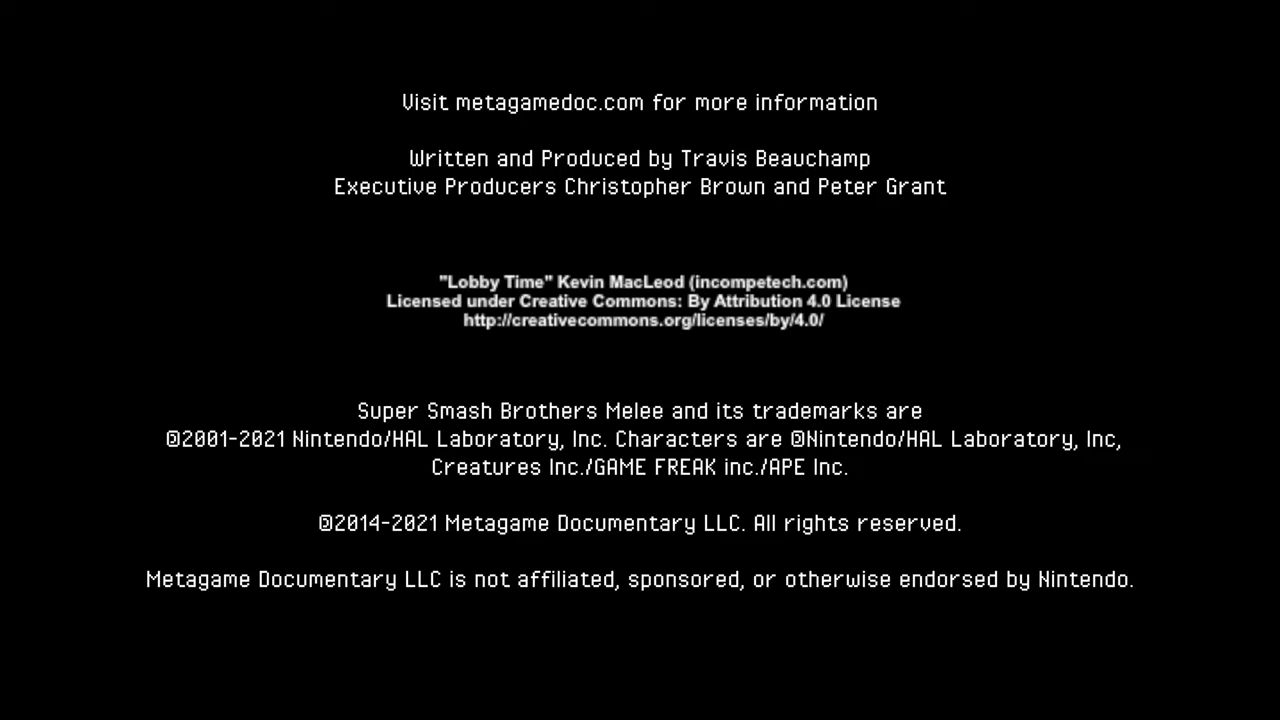 Visit metagamedoc.com for more information
Written and Produced by Travis Beauchamp
Executive Producers Christopher Brown and Peter Grant
"Lobby Time" Kevin MacLeod (incompetech.com)
Licensed under Creative Commons: By Attribution 4.0 License
http://creativecommons.org/licenses/by/4.0/
Super Smash Brothers Melee and its trademarks are
©2001-2021 Nintendo/HAL Laboratory, Inc. Characters are ©Nintendo/HAL Laboratory, Inc,
Creatures Inc./GAME FREAK inc./APE Inc.
©2014-2021 Metagame Documentary LLC. All rights reserved.
Metagame Documentary LLC is not affiliated, sponsored, or otherwise endorsed by Nintendo.